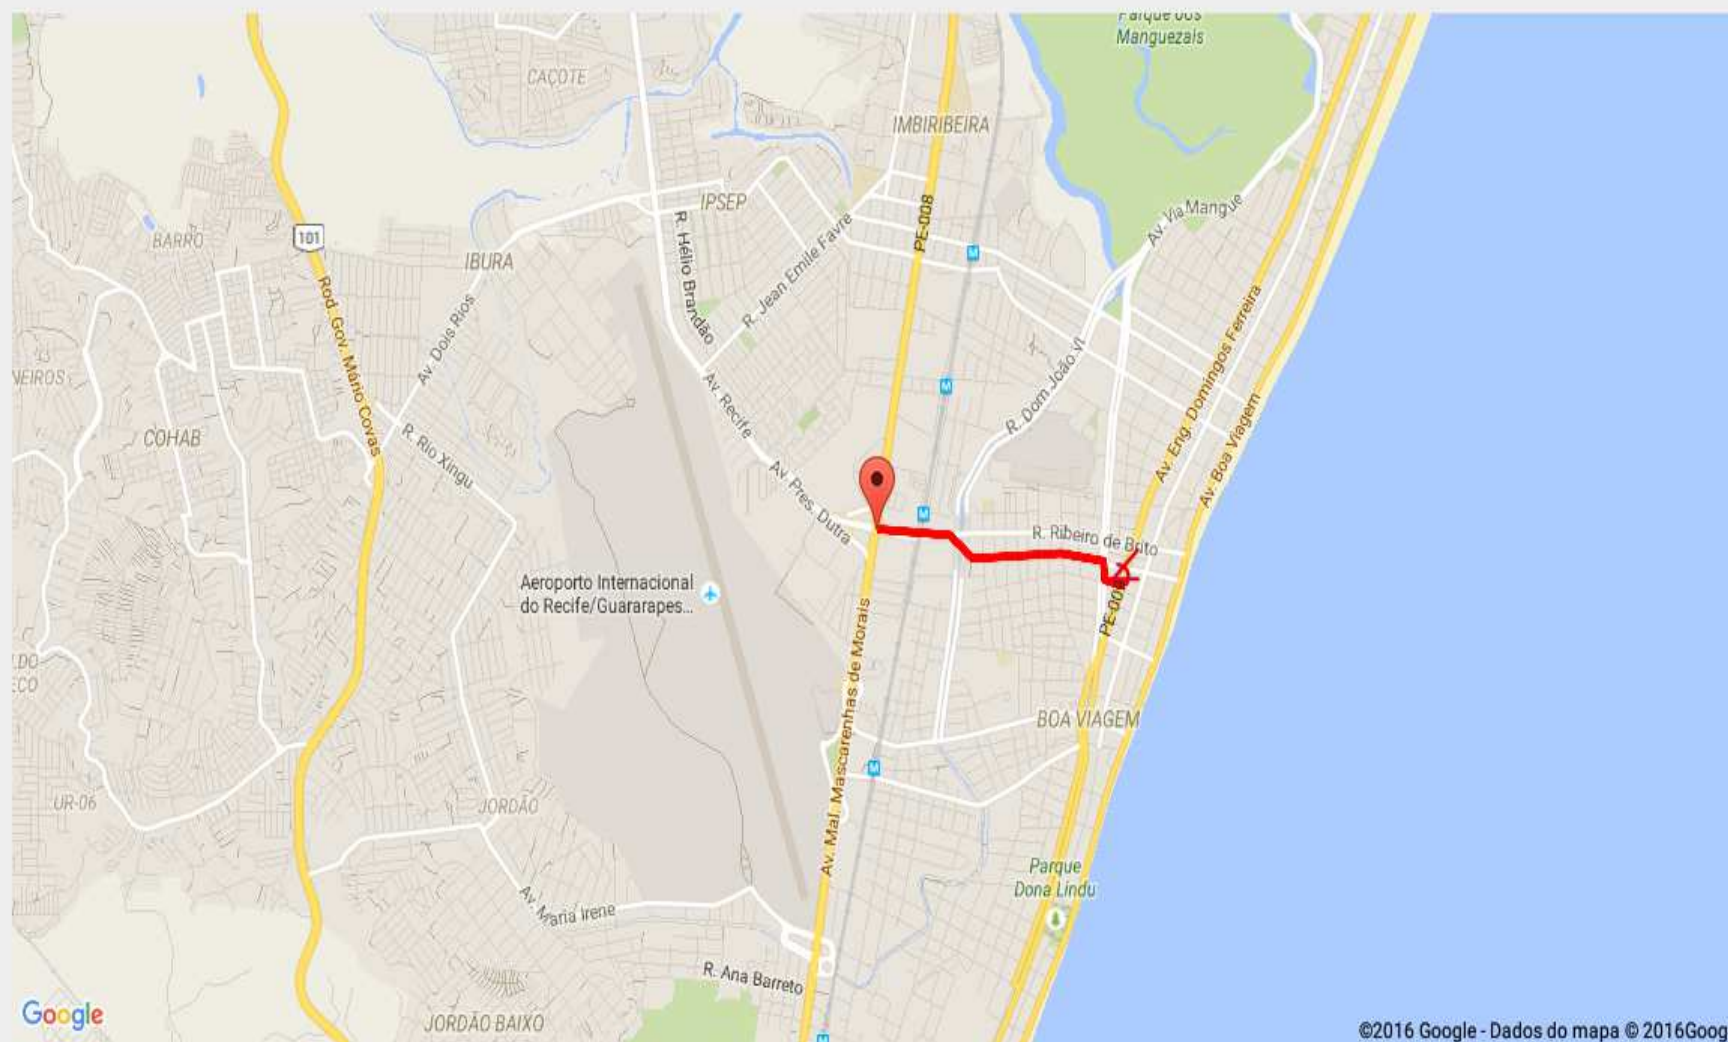 Parque dos
Manguezais
CAÇOTE
IMBIRIBEIRA
IPSEP
PE-008
Av. Via Mangue
BARRO
101
IBURA
R. Hélio Brandão
R. Jean Emile Favre
Rod. Gov. Mário Covas
Av. Dois Rios
Av. Eng. Domingos Ferreira
R. Dom João VI
NEIROS
COHAB
Av. Recife
Av. Boa Viagem
R. Rio Xingu
Av. Pres. Dutra
R. Ribeiro de Brito
Aeroporto Internacional
do Recife/Guararapes...
M
M
M
M
M
LDO
ECO
Av. Mal. Mascarenhas de Morais
BOA VIAGEM
UR-06
JORDÃO
Parque
Dona Lindu
Av. Maria Irene
R. Ana Barreto
Google
JORDÃO BAIXO
©2016 Google - Dados do mapa © 2016Goog